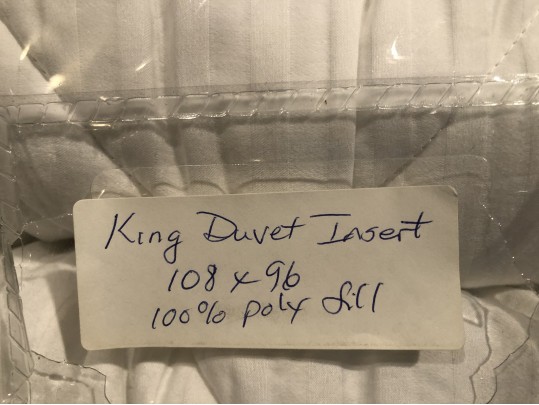 King Duvet Insert
108 x 96
100% poly fill